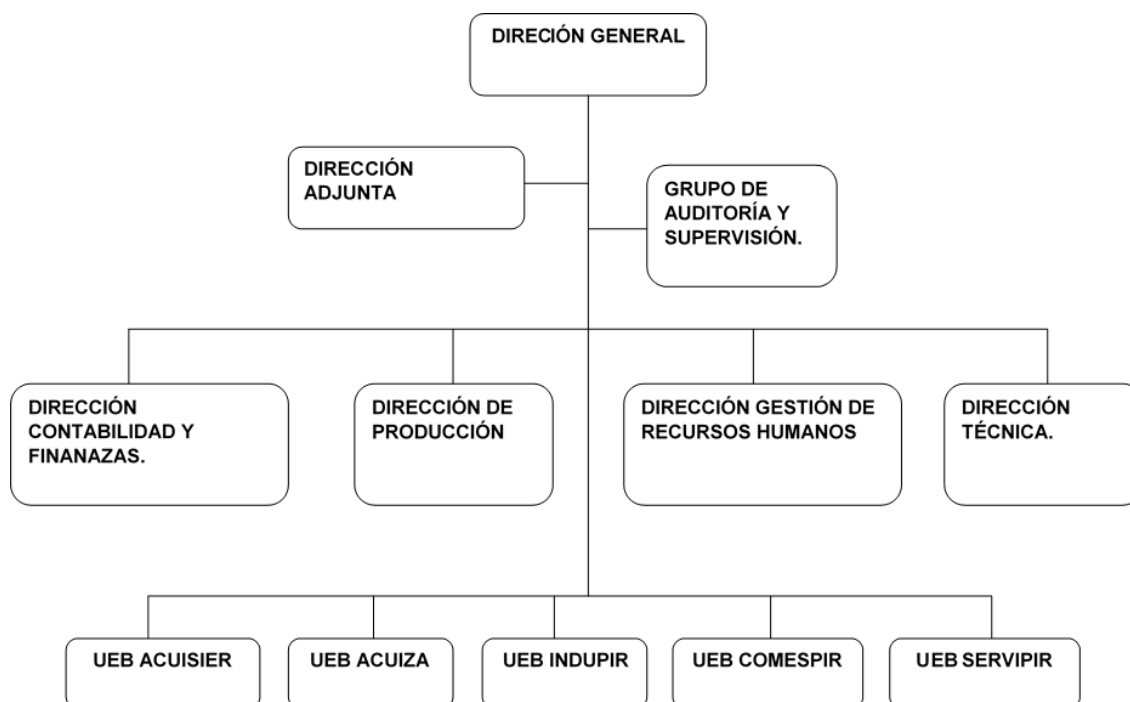 DIRECIÓN GENERAL
DIRECCIÓN
ADJUNTA
GRUPO DE
AUDITORÍA Y
SUPERVISIÓN.
DIRECCIÓN
CONTABILIDAD Y
FINANAZAS.
DIRECCIÓN DE
PRODUCCIÓN
DIRECCIÓN GESTIÓN DE
RECURSOS HUMANOS
DIRECCIÓN
TÉCNICA.
UEB ACUISIER
UEB ACUIZA
UEB INDUPIR
UEB COMESPIR
UEB SERVIPIR